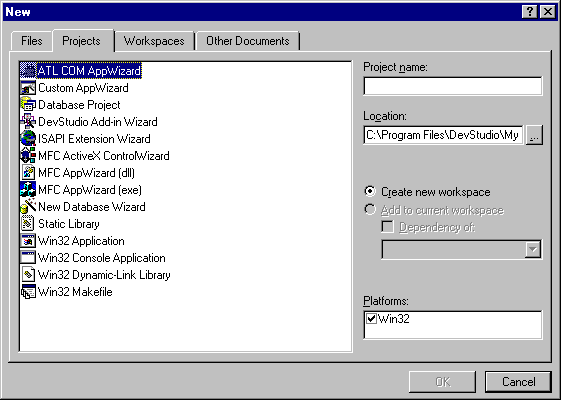 New
Files
Projects
Workspaces
Other Documents
ATL COM AppWizard
Custom AppWizard
Database Project
DevStudio Add-in Wizard
ISAPI Extension Wizard
MFC ActiveX ControlWizard
MFC AppWizard (dll)
MFC AppWizard (exe)
New Database Wizard
Static Library
Win32 Application
Win32 Console Application
Win32 Dynamic-Link Library
Win32 Makefile
Project name:
Location:
C:\Program Files\DevStudio\My
...
Create new workspace
Add to current workspace
Dependency of:
Platforms:
Win32
OK
Cancel